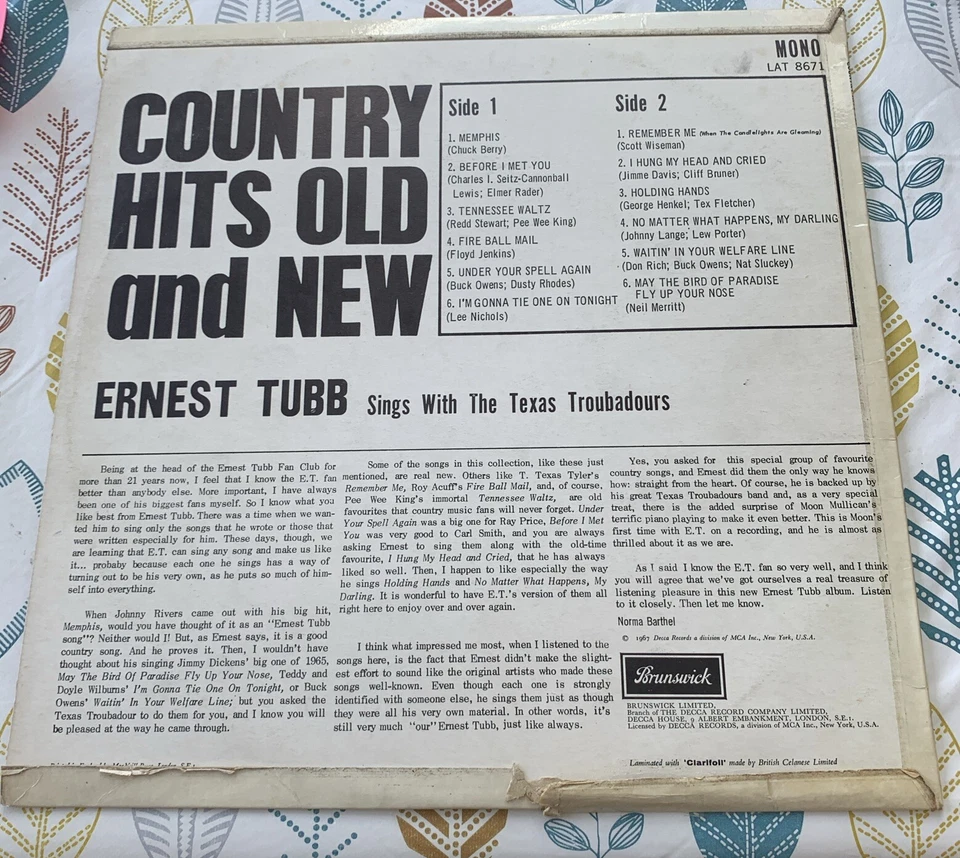 MONO
LAT 8671
COUNTRY
HITS OLD
and NEW
Side 1
1. MEMPHIS
(Chuck Berry)
2. BEFORE I MET YOU
(Charles I. Seitz-Cannonball
Lewis; Elmer Rader)
3. TENNESSEE WALTZ
(Redd Stewart; Pee Wee King)
4. FIRE BALL MAIL
(Floyd Jenkins)
5. UNDER YOUR SPELL AGAIN
(Buck Owens; Dusty Rhodes)
6. I'M GONNA TIE ONE ON TONIGHT
(Lee Nichols)
Side 2
1. REMEMBER ME (When The Candlelights Are Gleaming)
(Scott Wiseman)
2. I HUNG MY HEAD AND CRIED
(Jimme Davis; Cliff Bruner)
3. HOLDING HANDS
(George Henkel; Tex Fletcher)
4. NO MATTER WHAT HAPPENS, MY DARLING
(Johnny Lange; Lew Porter)
5. WAITIN' IN YOUR WELFARE LINE
(Don Rich; Buck Owens; Nat Sluckey)
6. MAY THE BIRD OF PARADISE
FLY UP YOUR NOSE
(Neil Merritt)
ERNEST TUBB Sings With The Texas Troubadours
Being at the head of the Ernest Tubb Fan Club for
more than 21 years now, I feel that I know the E.T. fan
better than anybody else. More important, I have always
been one of his biggest fans myself. So I know what you
like best from Ernest Tubb. There was a time when we wan-
ted him to sing only the songs that he wrote or those that
were written especially for him. These days, though, we
are learning that E.T. can sing any song and make us like
it... probaby because each one he sings has a way of
turning out to be his very own, as he puts so much of him-
self into everything.
When Johnny Rivers came out with his big hit,
Memphis, would you have thought of it as an "Ernest Tubb
song"? Neither would I! But, as Ernest says, it is a good
country song. And he proves it. Then, I wouldn't have
thought about his singing Jimmy Dickens' big one of 1965,
May The Bird Of Paradise Fly Up Your Nose, Teddy and
Doyle Wilburns' I'm Gonna Tie One On Tonight, or Buck
Owens' Waitin' In Your Welfare Line; but you asked the
Texas Troubadour to do them for you, and I know you will
be pleased at the way he came through.
Some of the songs in this collection, like these just
mentioned, are real new. Others like T. Texas Tyler's
Remember Me, Roy Acuff's Fire Ball Mail, and, of course,
Pee Wee King's immortal Tennesee Waltz, are old
favourites that country music fans will never forget. Under
Your Spell Again was a big one for Ray Price, Before I Met
You was very good to Carl Smith, and you are always
asking Ernest to sing them along with the old-time
favourite, I Hung My Head and Cried, that he has always
liked so well. Then, I happen to like especially the way
he sings Holding Hands and No Matter What Happens, My
Darling. It is wonderful to have E.T.'s version of them all
right here to enjoy over and over again.
I think what impressed me most, when I listened to the
songs here, is the fact that Ernest didn't make the slight-
est effort to sound like the original artists who made these
songs well-known. Even though each one is strongly
identified with someone else, he sings them just as though
they were all his very own material. In other words, it's
still very much "our" Ernest Tubb, just like always.
Yes, you asked for this special group of favourite
country songs, and Ernest did them the only way he knows
how: straight from the heart. Of course, he is backed up by
his great Texas Troubadours band and, as a very special
treat, there is the added surprise of Moon Mullican's
terrific piano playing to make it even better. This is Moon's
first time with E.T. on a recording, and he is almost as
thrilled about it as we are.
As I said I know the E.T. fan so very well, and I think
you will agree that we've got ourselves a real treasure of
listening pleasure in this new Ernest Tubb album. Listen
to it closely. Then let me know.
Norma Barthel
© 1967 Decca Records a division of MCA Inc., New York, U.S.A.
Brunswick
BRUNSWICK LIMITED,
Branch of THE DECCA RECORD COMPANY LIMITED,
DECCA HOUSE, 9 ALBERT EMBANKMENT, LONDON, S.E.1.
Licensed by DECCA RECORDS, a division of MCA Inc., New York, U.S.A.
Laminated with 'Clarifoil' made by British Celanese Limited